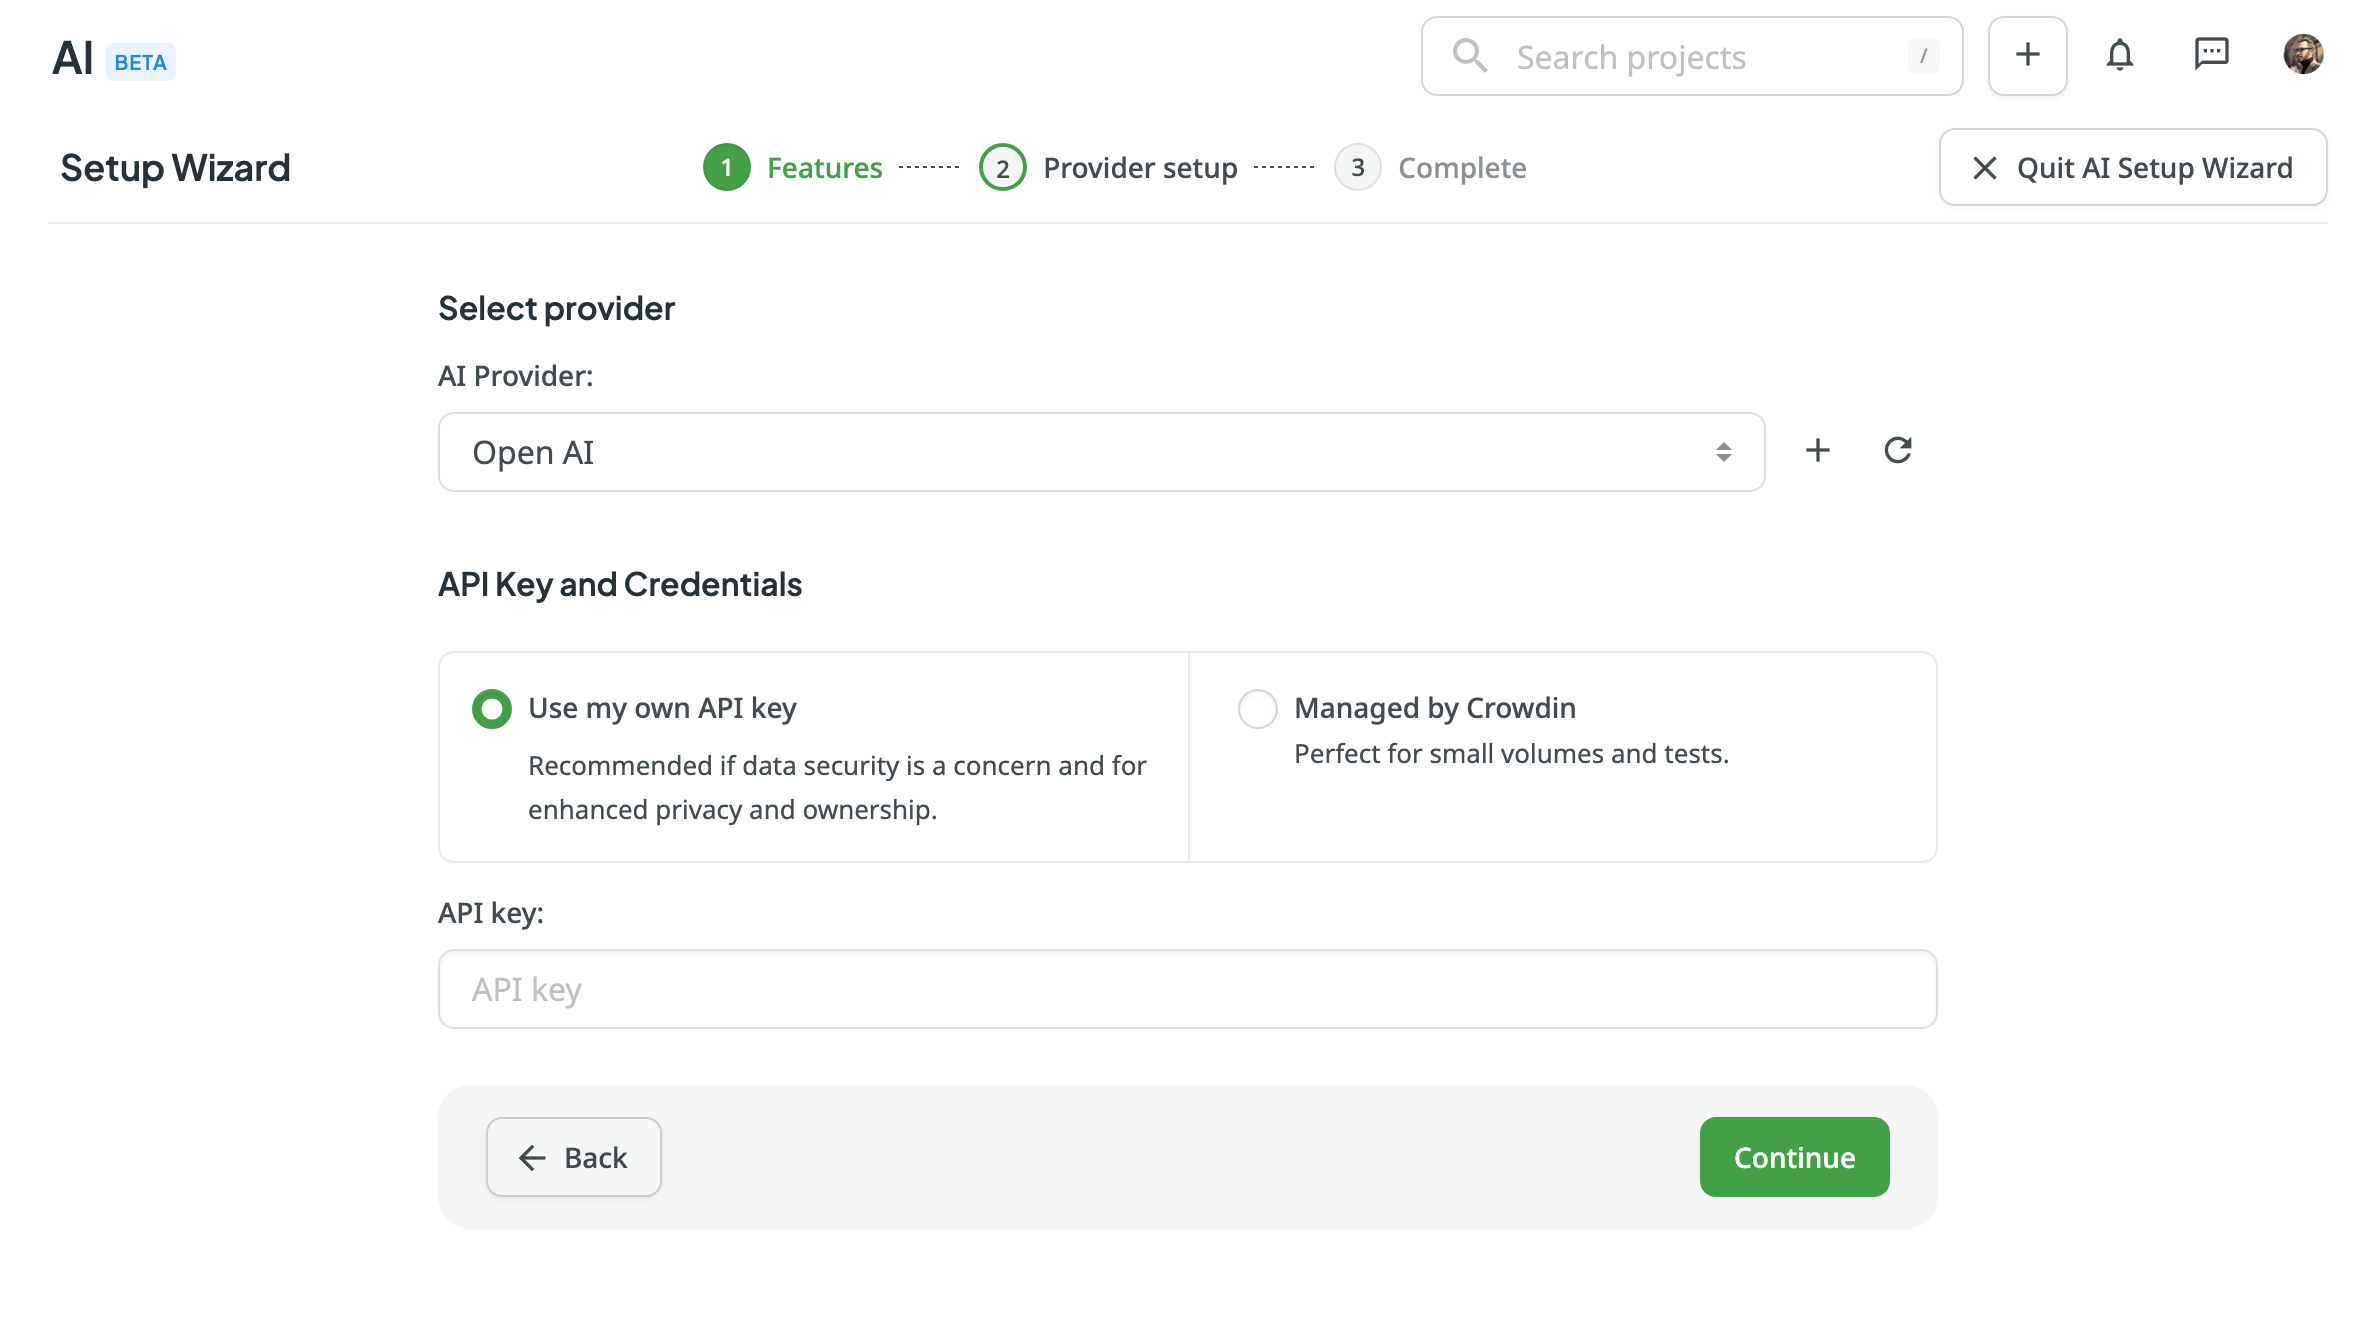 AI BETA
Search projects /
Setup Wizard
1 Features
2 Provider setup
3 Complete
Quit AI Setup Wizard
Select provider
AI Provider:
Open AI
API Key and Credentials
Use my own API key
Recommended if data security is a concern and for
enhanced privacy and ownership.
Managed by Crowdin
Perfect for small volumes and tests.
API key:
API key
Back
Continue